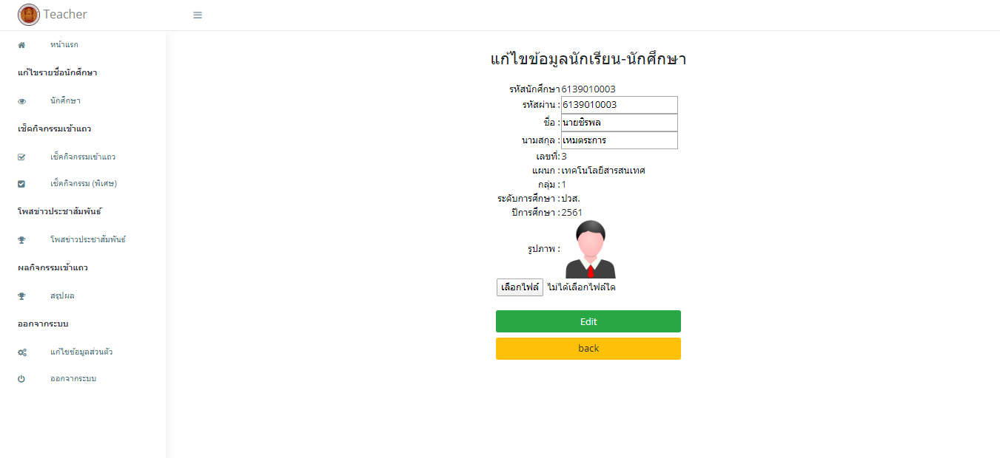 Teacher
หน้าแรก
แก้ไขรายชื่อนักศึกษา
นักศึกษา
เช็คกิจกรรมเข้าแถว
เช็คกิจกรรมเข้าแถว
เช็คกิจกรรม (พิเศษ)
โพสข่าวประชาสัมพันธ์
โพสข่าวประชาสัมพันธ์
ผลกิจกรรมเข้าแถว
สรุปผล
ออกจากระบบ
แก้ไขข้อมูลส่วนตัว
ออกจากระบบ
แก้ไขข้อมูลนักเรียน-นักศึกษา
รหัสนักศึกษา 6139010003
รหัสผ่าน : 6139010003
ชื่อ : นายชิรพล
นามสกุล : เหมตระการ
เลขที่: 3
แผนก : เทคโนโลยีสารสนเทศ
กลุ่ม : 1
ระดับการศึกษา : ปวส.
ปีการศึกษา : 2561
รูปภาพ :
เลือกไฟล์ ไม่ได้เลือกไฟล์ใด
Edit
back